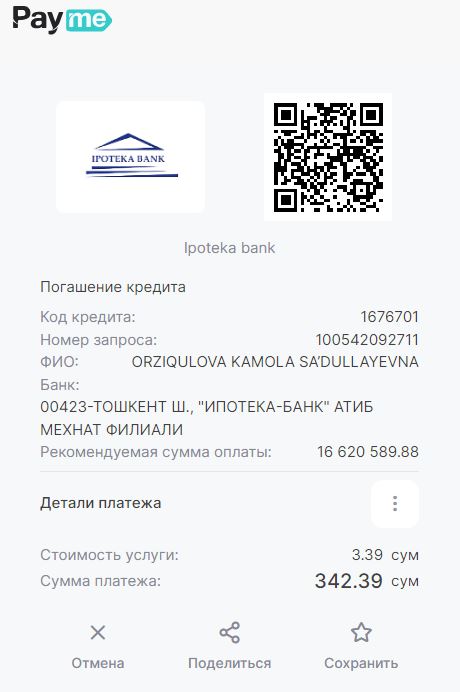 Payme
IPOTEKA BANK
Ipoteka bank
Погашение кредита
Код кредита: 1676701
Номер запроса: 100542092711
ФИО: ORZIQULOVA KAMOLA SA’DULLAYEVNA
Банк:
00423-ТОШКЕНТ Ш., "ИПОТЕКА-БАНК" АТИБ
МЕХНАТ ФИЛИАЛИ
Рекомендуемая сумма оплаты: 16 620 589.88
Детали платежа
Стоимость услуги: 3.39 сум
Сумма платежа: 342.39 сум
Отмена Поделиться Сохранить